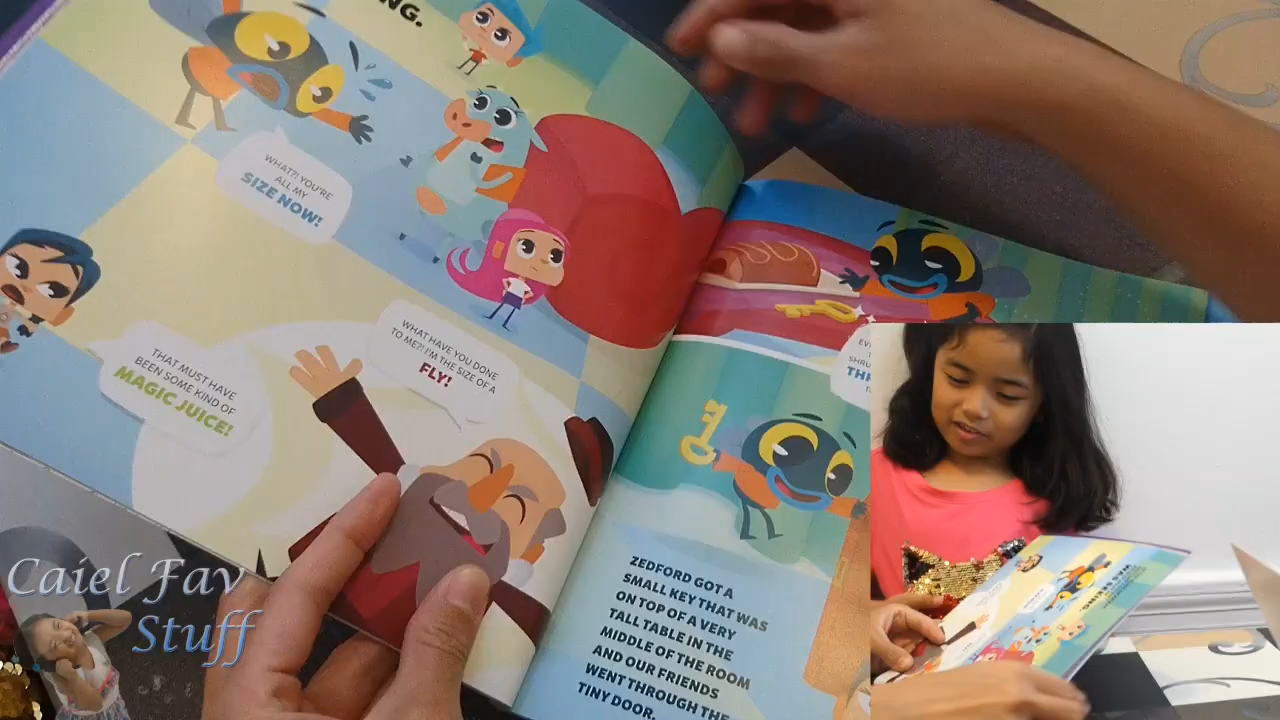 NG.
WHAT?! YOU'RE
ALL MY
SIZE NOW!
WHAT HAVE YOU DONE
TO ME?! I'M THE SIZE OF A
FLY!
THAT MUST HAVE
BEEN SOME KIND OF
MAGIC JUICE!
ZEDFORD GOT A
SMALL KEY THAT WAS
ON TOP OF A VERY
TALL TABLE IN THE
MIDDLE OF THE ROOM
AND OUR FRIENDS
WENT THROUGH THE
TINY DOOR.
Caiel Fav
Stuff